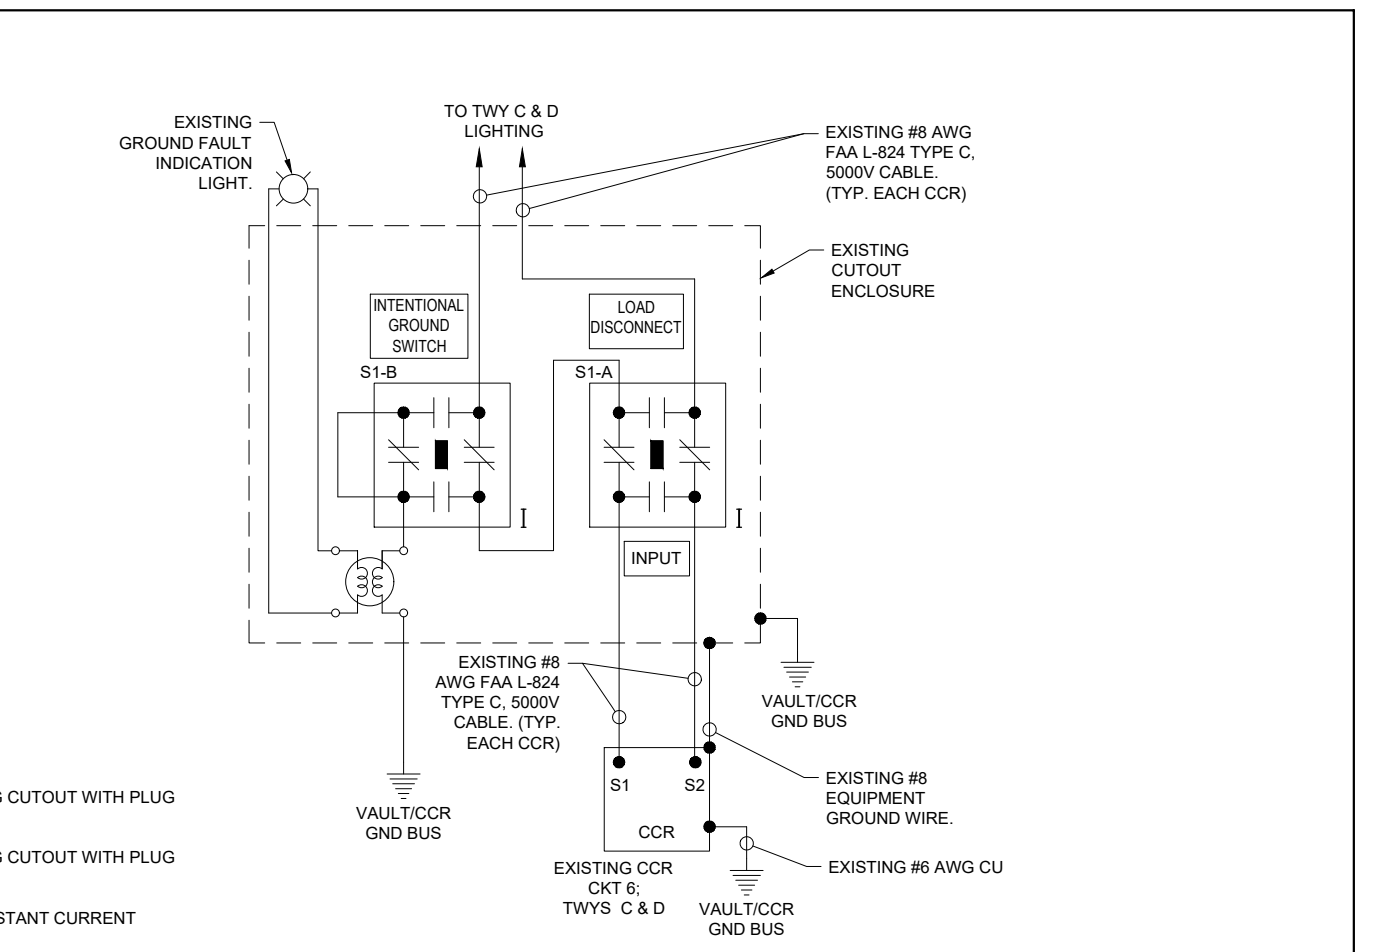 EXISTING
GROUND FAULT
INDICATION
LIGHT.
TO TWY C & D
LIGHTING
EXISTING #8 AWG
FAA L-824 TYPE C,
5000V CABLE.
(TYP. EACH CCR)
EXISTING
CUTOUT
ENCLOSURE
INTENTIONAL
GROUND
SWITCH
LOAD
DISCONNECT
S1-B
S1-A
I
I
INPUT
EXISTING #8
AWG FAA L-824
TYPE C, 5000V
CABLE. (TYP.
EACH CCR)
VAULT/CCR
GND BUS
S1
S2
CCR
EXISTING #8
EQUIPMENT
GROUND WIRE.
VAULT/CCR
GND BUS
EXISTING CCR
CKT 6;
TWYS C & D
EXISTING #6 AWG CU
VAULT/CCR
GND BUS
CUTOUT WITH PLUG
CUTOUT WITH PLUG
STANT CURRENT